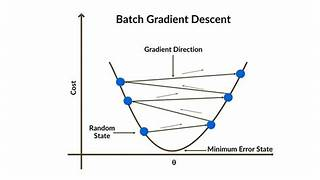 Batch Gradient Descent
Gradient Direction
Cost
Random
State
Minimum Error State
θ